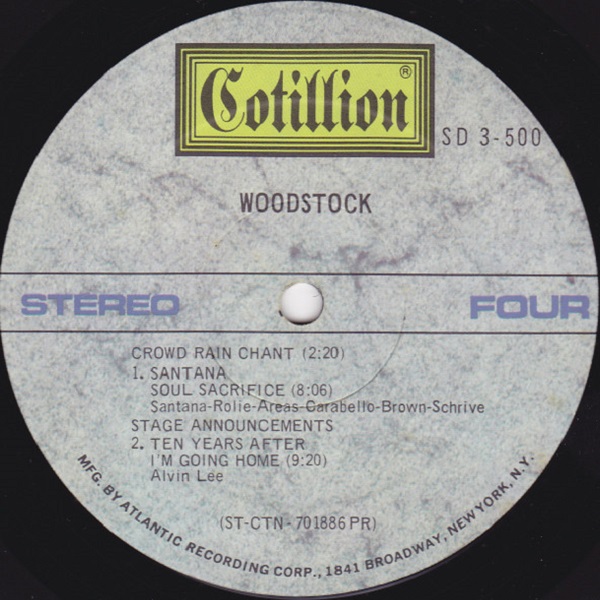 Cotillion®
SD 3-500
WOODSTOCK
STEREO FOUR
CROWD RAIN CHANT (2:20)
1. SANTANA
SOUL SACRIFICE (8:06)
Santana-Rolie-Areas-Carabello-Brown-Schrive
STAGE ANNOUNCEMENTS
2. TEN YEARS AFTER
I'M GOING HOME (9:20)
Alvin Lee
(ST-CTN-701886 PR)
MFG. BY ATLANTIC RECORDING CORP., 1841 BROADWAY, NEW YORK, N.Y.